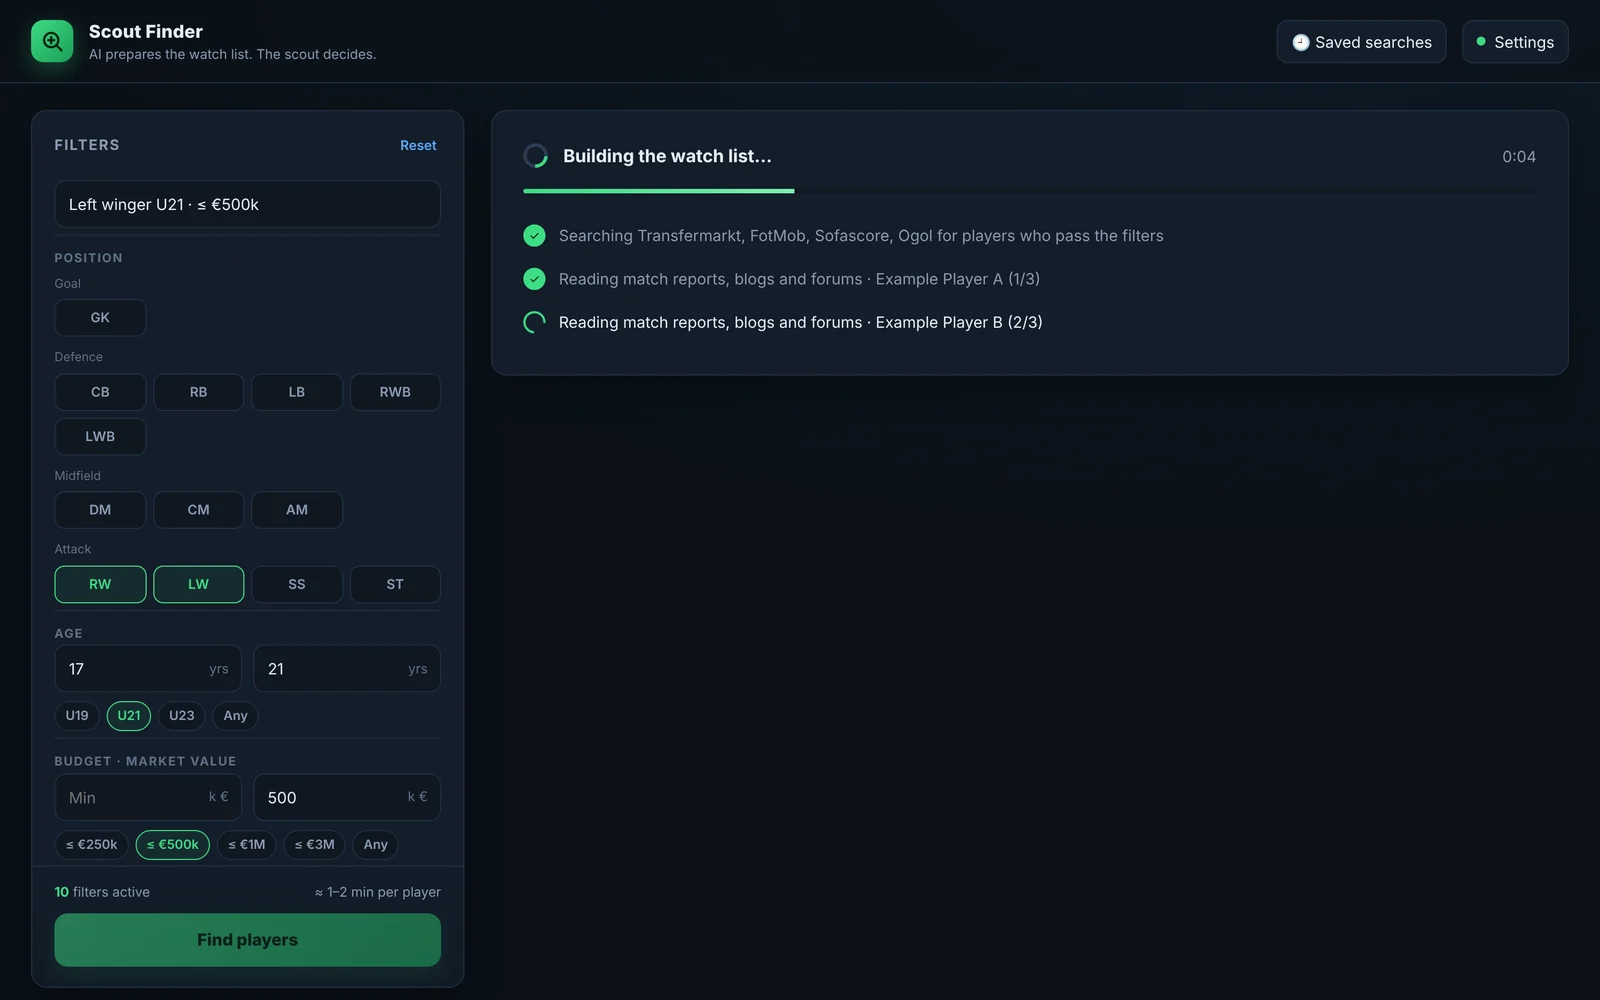 Scout Finder
AI prepares the watch list. The scout decides.
Saved searches
Settings
FILTERS
Reset
Left winger U21 · ≤ €500k
POSITION
Goal
GK
Defence
CB
RB
LB
RWB
LWB
Midfield
DM
CM
AM
Attack
RW
LW
SS
ST
AGE
17 yrs
21 yrs
U19
U21
U23
Any
BUDGET · MARKET VALUE
Min k €
500 k €
≤ €250k
≤ €500k
≤ €1M
≤ €3M
Any
10 filters active
≈ 1–2 min per player
Find players
Building the watch list...
0:04
Searching Transfermarkt, FotMob, Sofascore, Ogol for players who pass the filters
Reading match reports, blogs and forums · Example Player A (1/3)
Reading match reports, blogs and forums · Example Player B (2/3)